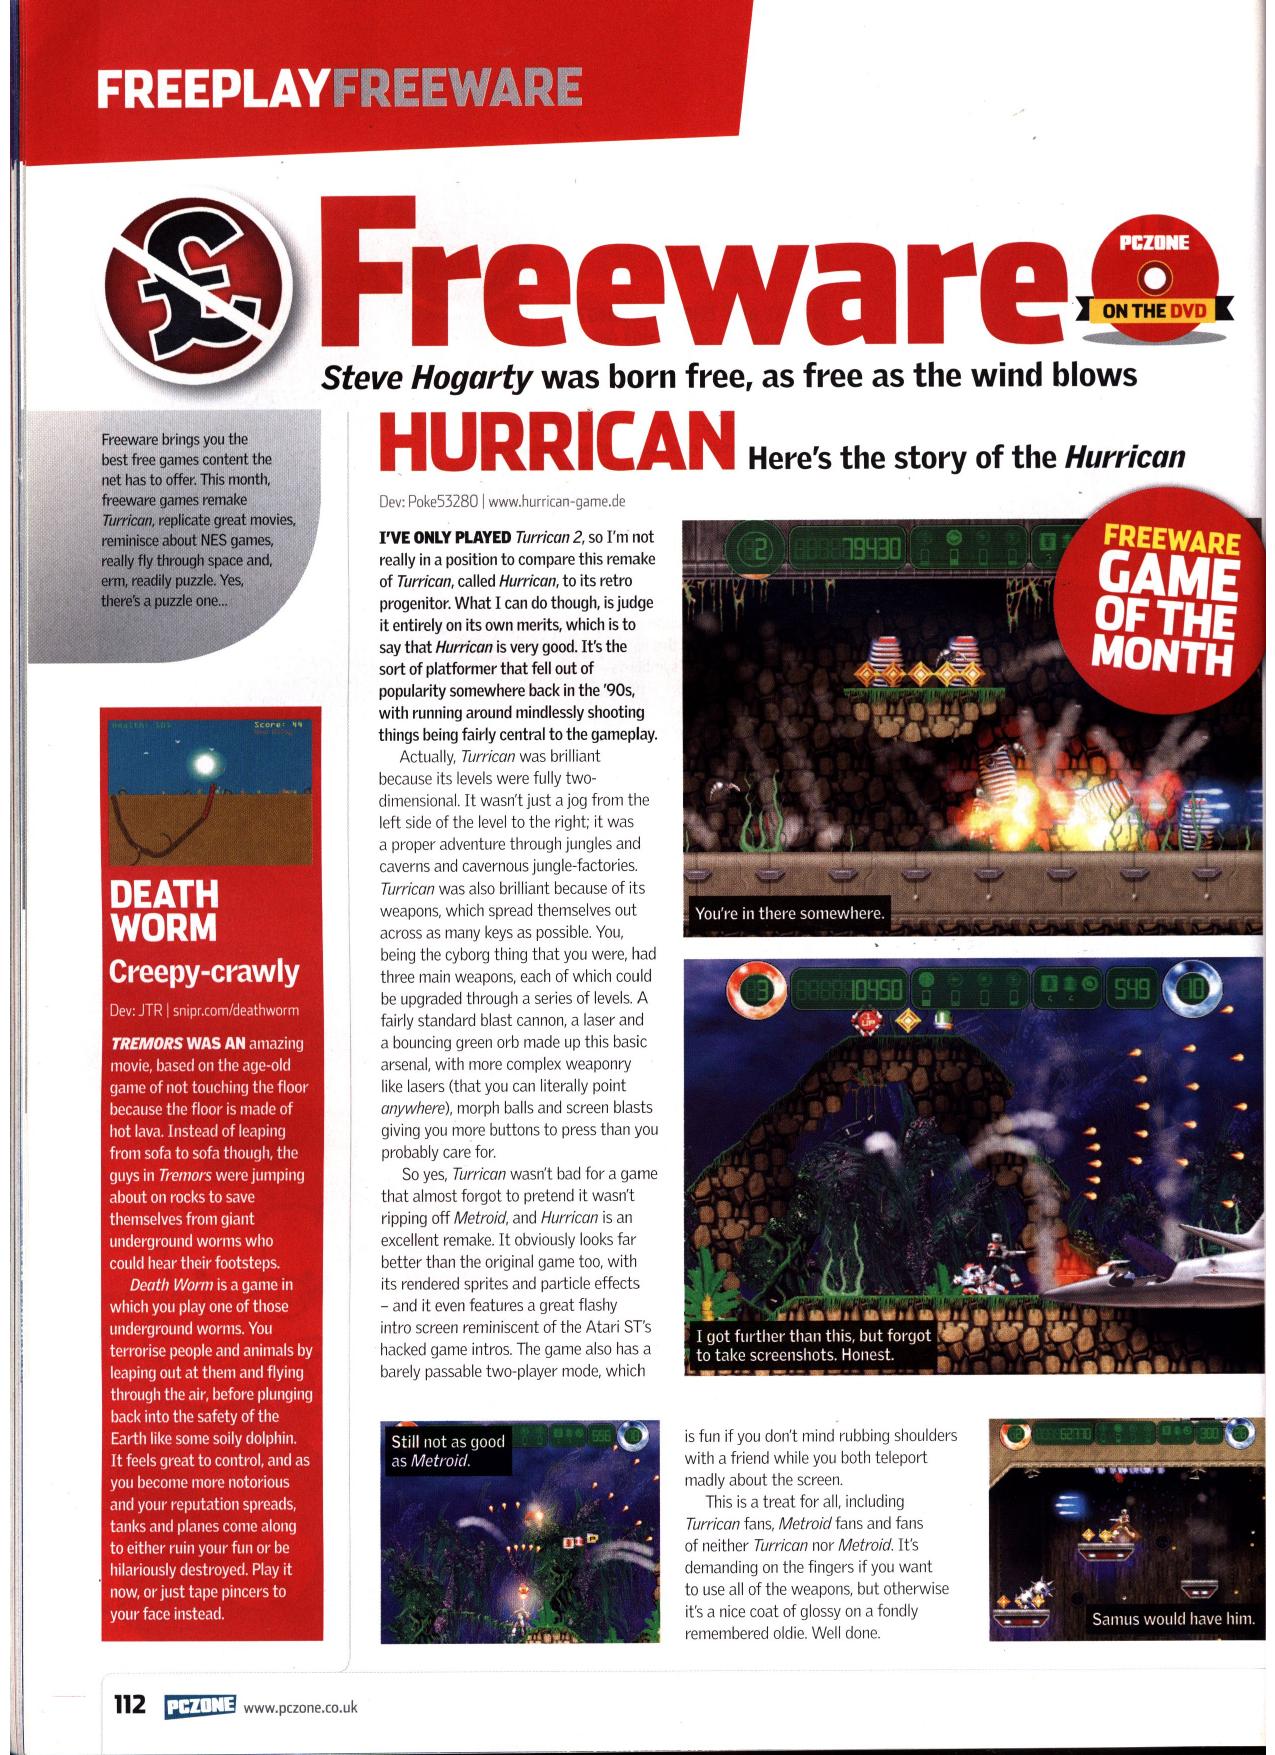 FREEPLAYFREEWARE
Freeware
PCZONE
ON THE DVD
Steve Hogarty was born free, as free as the wind blows
Freeware brings you the
best free games content the
net has to offer. This month,
freeware games remake
Turrican, replicate great movies,
reminisce about NES games,
really fly through space and,
erm, readily puzzle. Yes,
there's a puzzle one...
Score: 44
DEATH
WORM
Creepy-crawly
Dev: JTR | snipr.com/deathworm
TREMORS WAS AN amazing
movie, based on the age-old
game of not touching the floor
because the floor is made of
hot lava. Instead of leaping
from sofa to sofa though, the
guys in Tremors were jumping
about on rocks to save
themselves from giant
underground worms who
could hear their footsteps.
Death Worm is a game in
which you play one of those
underground worms. You
terrorise people and animals by
leaping out at them and flying
through the air, before plunging
back into the safety of the
Earth like some soily dolphin.
It feels great to control, and as
you become more notorious
and your reputation spreads,
tanks and planes come along
to either ruin your fun or be
hilariously destroyed. Play it
now, or just tape pincers to
your face instead.
HURRICAN Here's the story of the Hurrican
Dev: Poke53280 | www.hurrican-game.de
I'VE ONLY PLAYED Turrican 2, so I'm not
really in a position to compare this remake
of Turrican, called Hurrican, to its retro
progenitor. What I can do though, is judge
it entirely on its own merits, which is to
say that Hurrican is very good. It's the
sort of platformer that fell out of
popularity somewhere back in the '90s,
with running around mindlessly shooting
things being fairly central to the gameplay.
Actually, Turrican was brilliant
because its levels were fully two-
dimensional. It wasn't just a jog from the
left side of the level to the right; it was
a proper adventure through jungles and
caverns and cavernous jungle-factories.
Turrican was also brilliant because of its
weapons, which spread themselves out
across as many keys as possible. You,
being the cyborg thing that you were, had
three main weapons, each of which could
be upgraded through a series of levels. A
fairly standard blast cannon, a laser and
a bouncing green orb made up this basic
arsenal, with more complex weaponry
like lasers (that you can literally point
anywhere), morph balls and screen blasts
giving you more buttons to press than you
probably care for.
So yes, Turrican wasn't bad for a game
that almost forgot to pretend it wasn't
ripping off Metroid, and Hurrican is an
excellent remake. It obviously looks far
better than the original game too, with
its rendered sprites and particle effects
– and it even features a great flashy
intro screen reminiscent of the Atari ST's
hacked game intros. The game also has a
barely passable two-player mode, which
is fun if you don't mind rubbing shoulders
with a friend while you both teleport
madly about the screen.
This is a treat for all, including
Turrican fans, Metroid fans and fans
of neither Turrican nor Metroid. It's
demanding on the fingers if you want
to use all of the weapons, but otherwise
it's a nice coat of glossy on a fondly
remembered oldie. Well done.
FREEWARE
GAME
OF THE
MONTH
2 79430
You're in there somewhere.
3 10450 549 10
I got further than this, but forgot
to take screenshots. Honest.
Still not as good
as Metroid.
556
62770 300
Samus would have him.
112 PCZONE www.pczone.co.uk